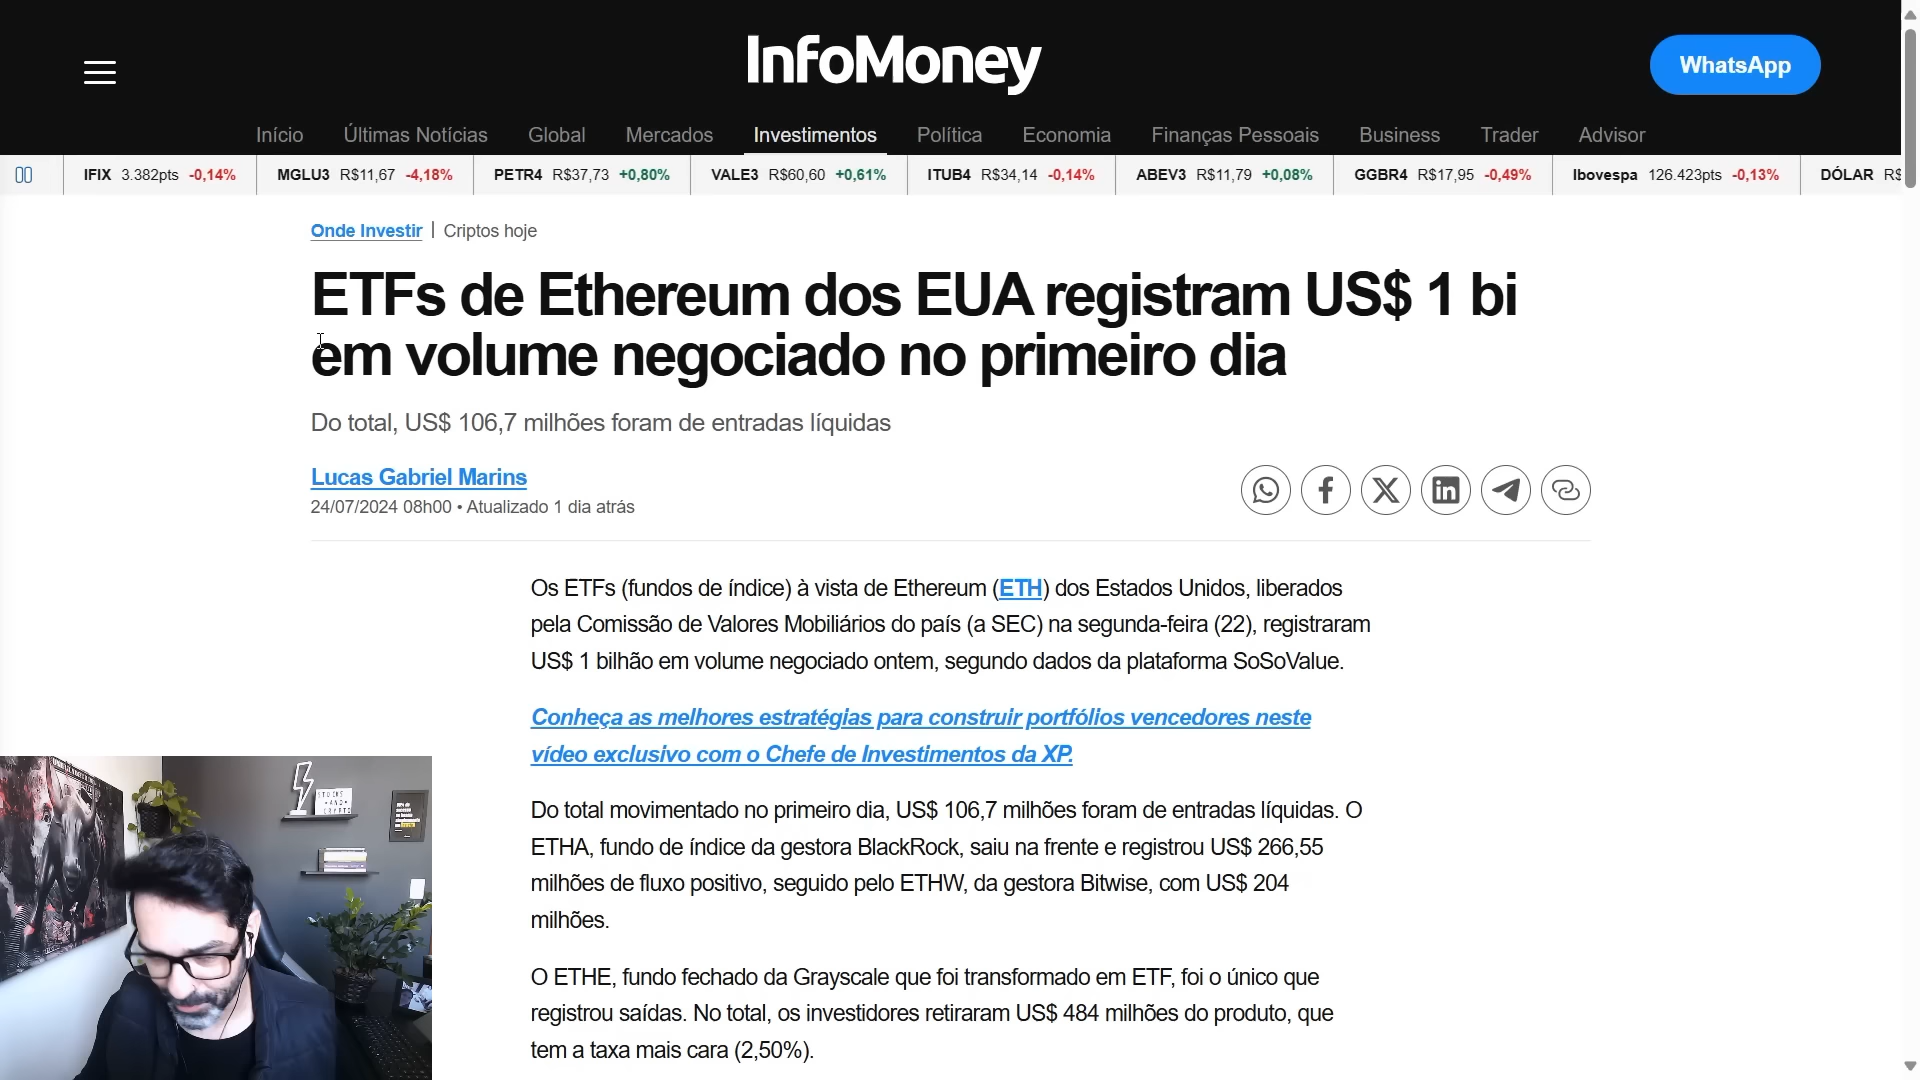 InfoMoney
WhatsApp
Início Últimas Notícias Global Mercados Investimentos Política Economia Finanças Pessoais Business Trader Advisor
IFIX 3.382pts -0,14% MGLU3 R$11,67 -4,18% PETR4 R$37,73 +0,80% VALE3 R$60,60 +0,61% ITUB4 R$34,14 -0,14% ABEV3 R$11,79 +0,08% GGBR4 R$17,95 -0,49% Ibovespa 126.423pts -0,13% DÓLAR R$
Onde Investir | Criptos hoje
ETFs de Ethereum dos EUA registram US$ 1 bi
em volume negociado no primeiro dia
Do total, US$ 106,7 milhões foram de entradas líquidas
Lucas Gabriel Marins
24/07/2024 08h00 • Atualizado 1 dia atrás
Os ETFs (fundos de índice) à vista de Ethereum (ETH) dos Estados Unidos, liberados
pela Comissão de Valores Mobiliários do país (a SEC) na segunda-feira (22), registraram
US$ 1 bilhão em volume negociado ontem, segundo dados da plataforma SoSoValue.
Conheça as melhores estratégias para construir portfólios vencedores neste
vídeo exclusivo com o Chefe de Investimentos da XP.
Do total movimentado no primeiro dia, US$ 106,7 milhões foram de entradas líquidas. O
ETHA, fundo de índice da gestora BlackRock, saiu na frente e registrou US$ 266,55
milhões de fluxo positivo, seguido pelo ETHW, da gestora Bitwise, com US$ 204
milhões.
O ETHE, fundo fechado da Grayscale que foi transformado em ETF, foi o único que
registrou saídas. No total, os investidores retiraram US$ 484 milhões do produto, que
tem a taxa mais cara (2,50%).
STOCKS
AND
CRYPTO